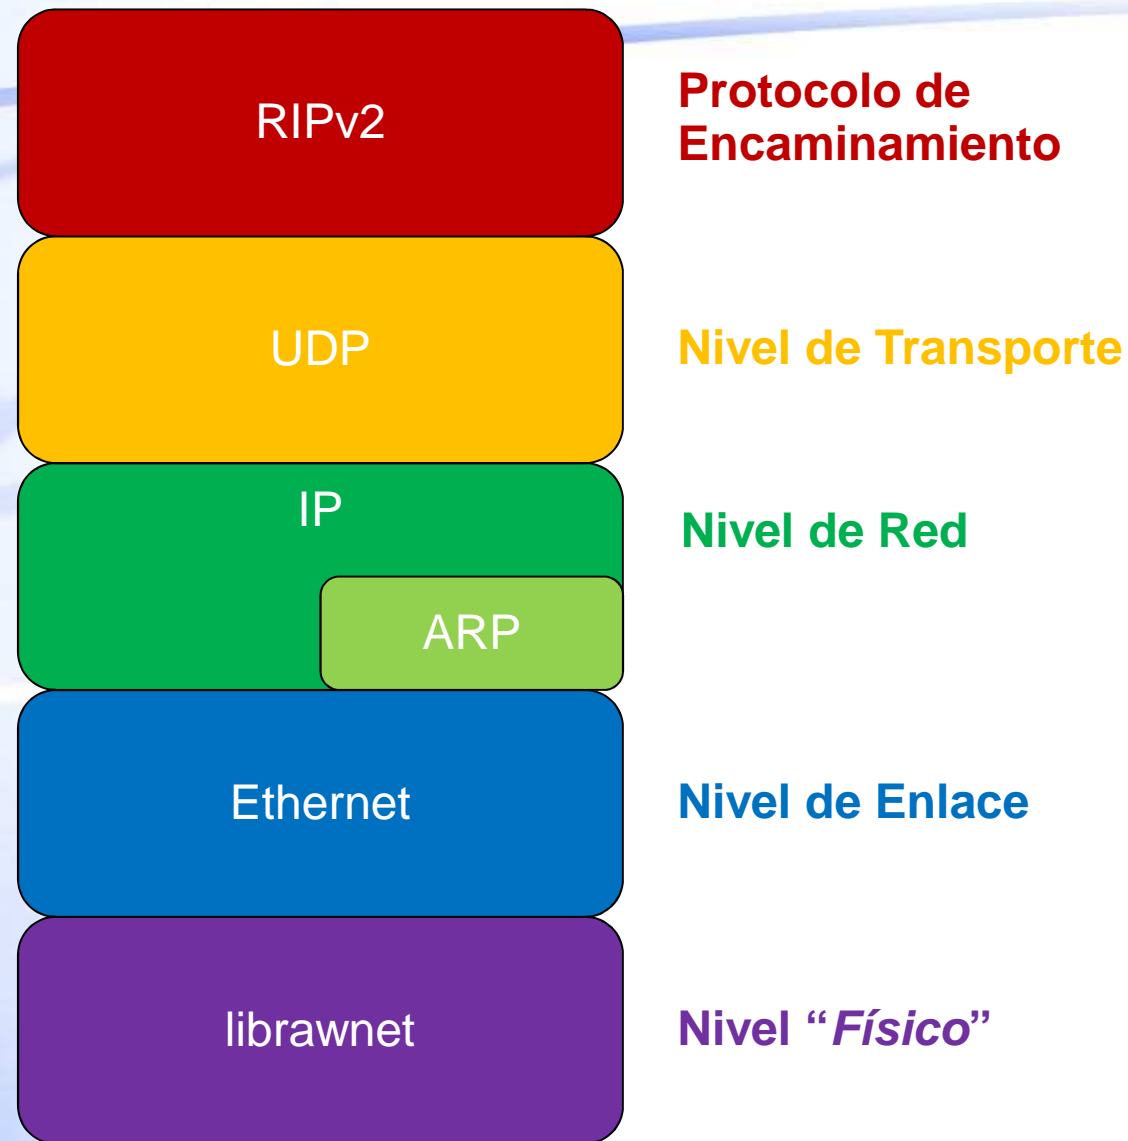 RIPv2
Protocolo de
Encaminamiento
UDP
Nivel de Transporte
IP
Nivel de Red
ARP
Ethernet
Nivel de Enlace
librawnet
Nivel “Físico”